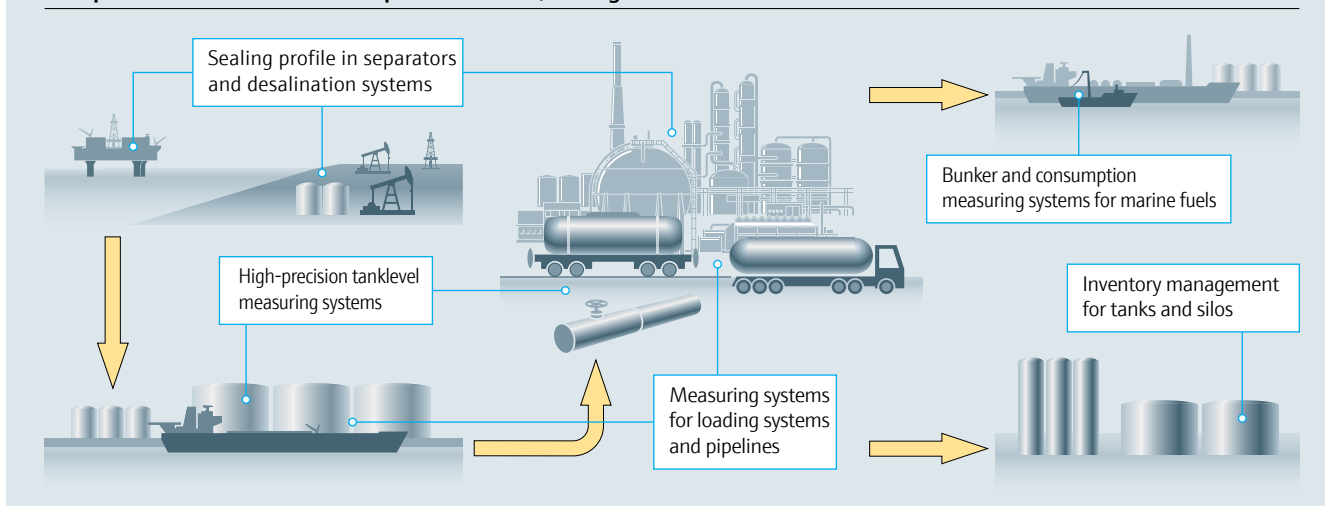 Sealing profile in separators
and desalination systems
Bunker and consumption
measuring systems for marine fuels
High-precision tanklevel
measuring systems
Inventory management
for tanks and silos
Measuring systems
for loading systems
and pipelines